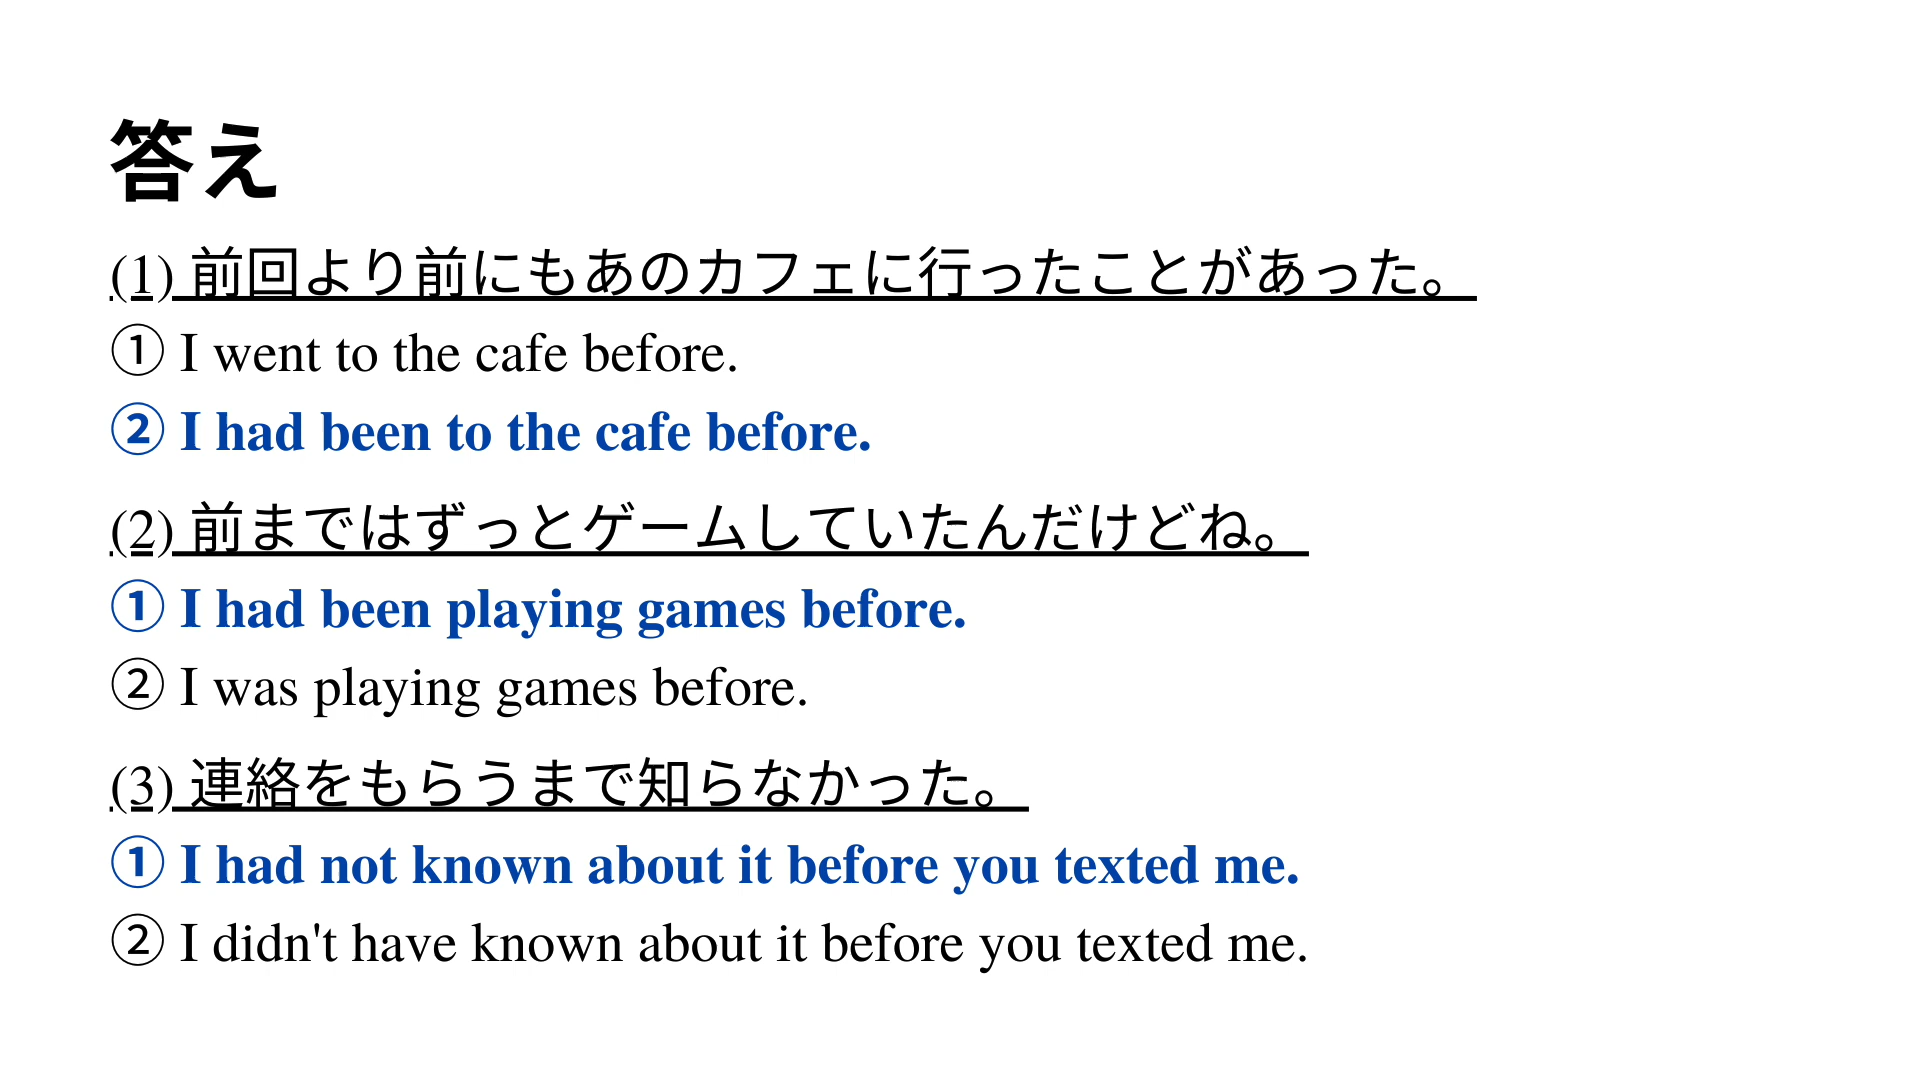 答え
(1) 前回より前にもあのカフェに行ったことがあった。
① I went to the cafe before.
② I had been to the cafe before.
(2) 前まではずっとゲームしていたんだけどね。
① I had been playing games before.
② I was playing games before.
(3) 連絡をもらうまで知らなかった。
① I had not known about it before you texted me.
② I didn't have known about it before you texted me.